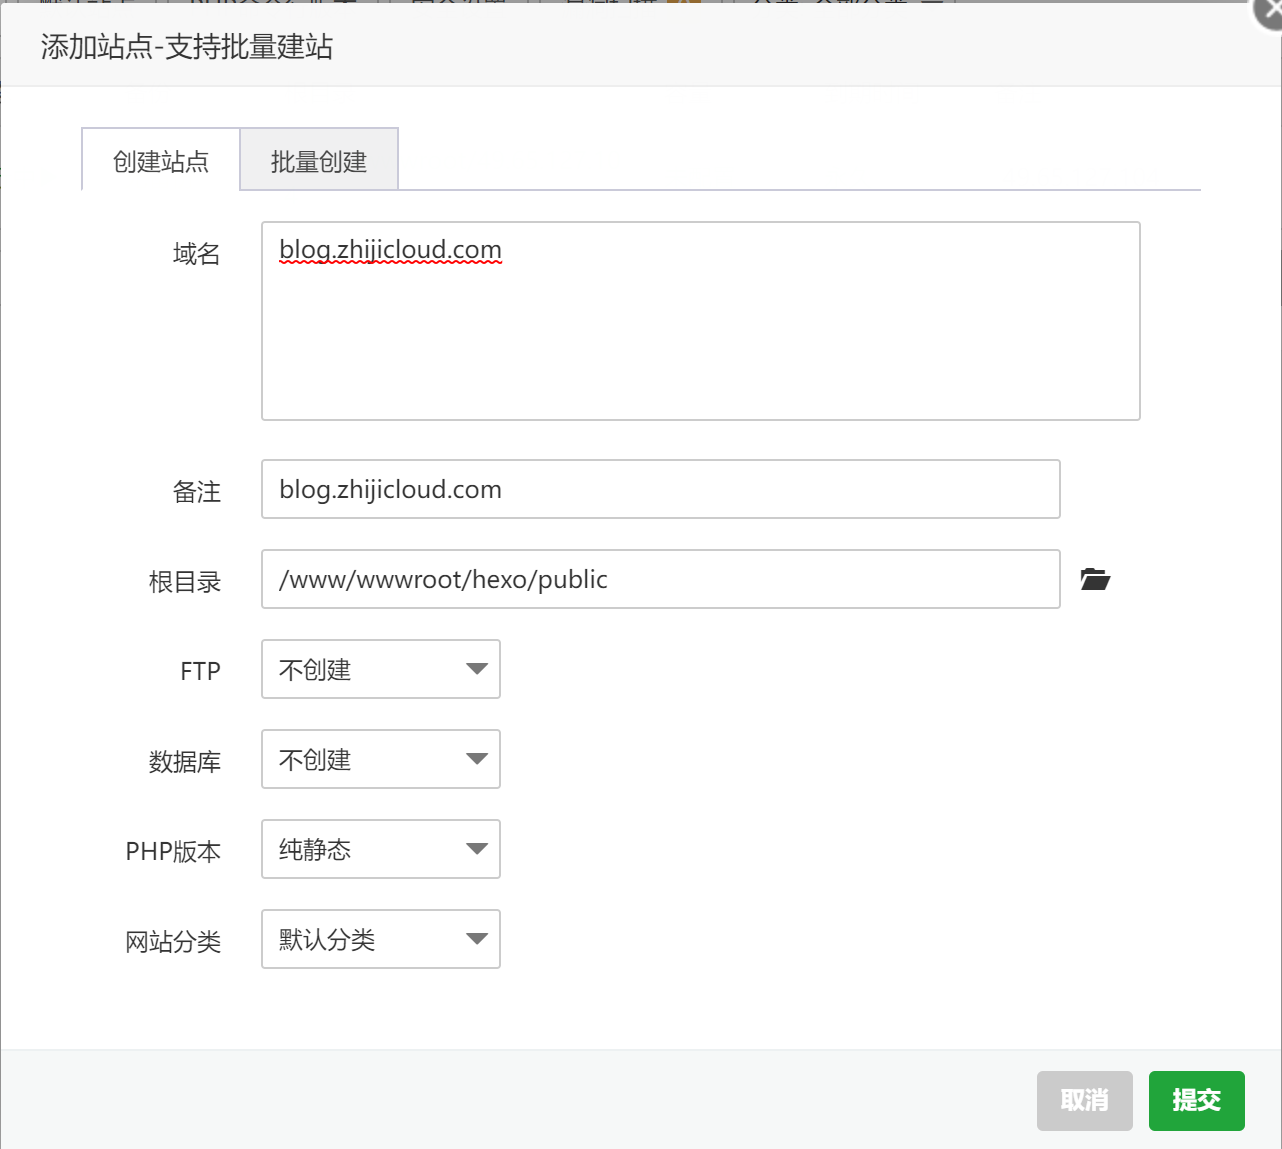 添加站点-支持批量建站
创建站点
批量创建
域名
blog.zhijicloud.com
备注
blog.zhijicloud.com
根目录
/www/wwwroot/hexo/public
FTP
不创建
数据库
不创建
PHP版本
纯静态
网站分类
默认分类
取消
提交